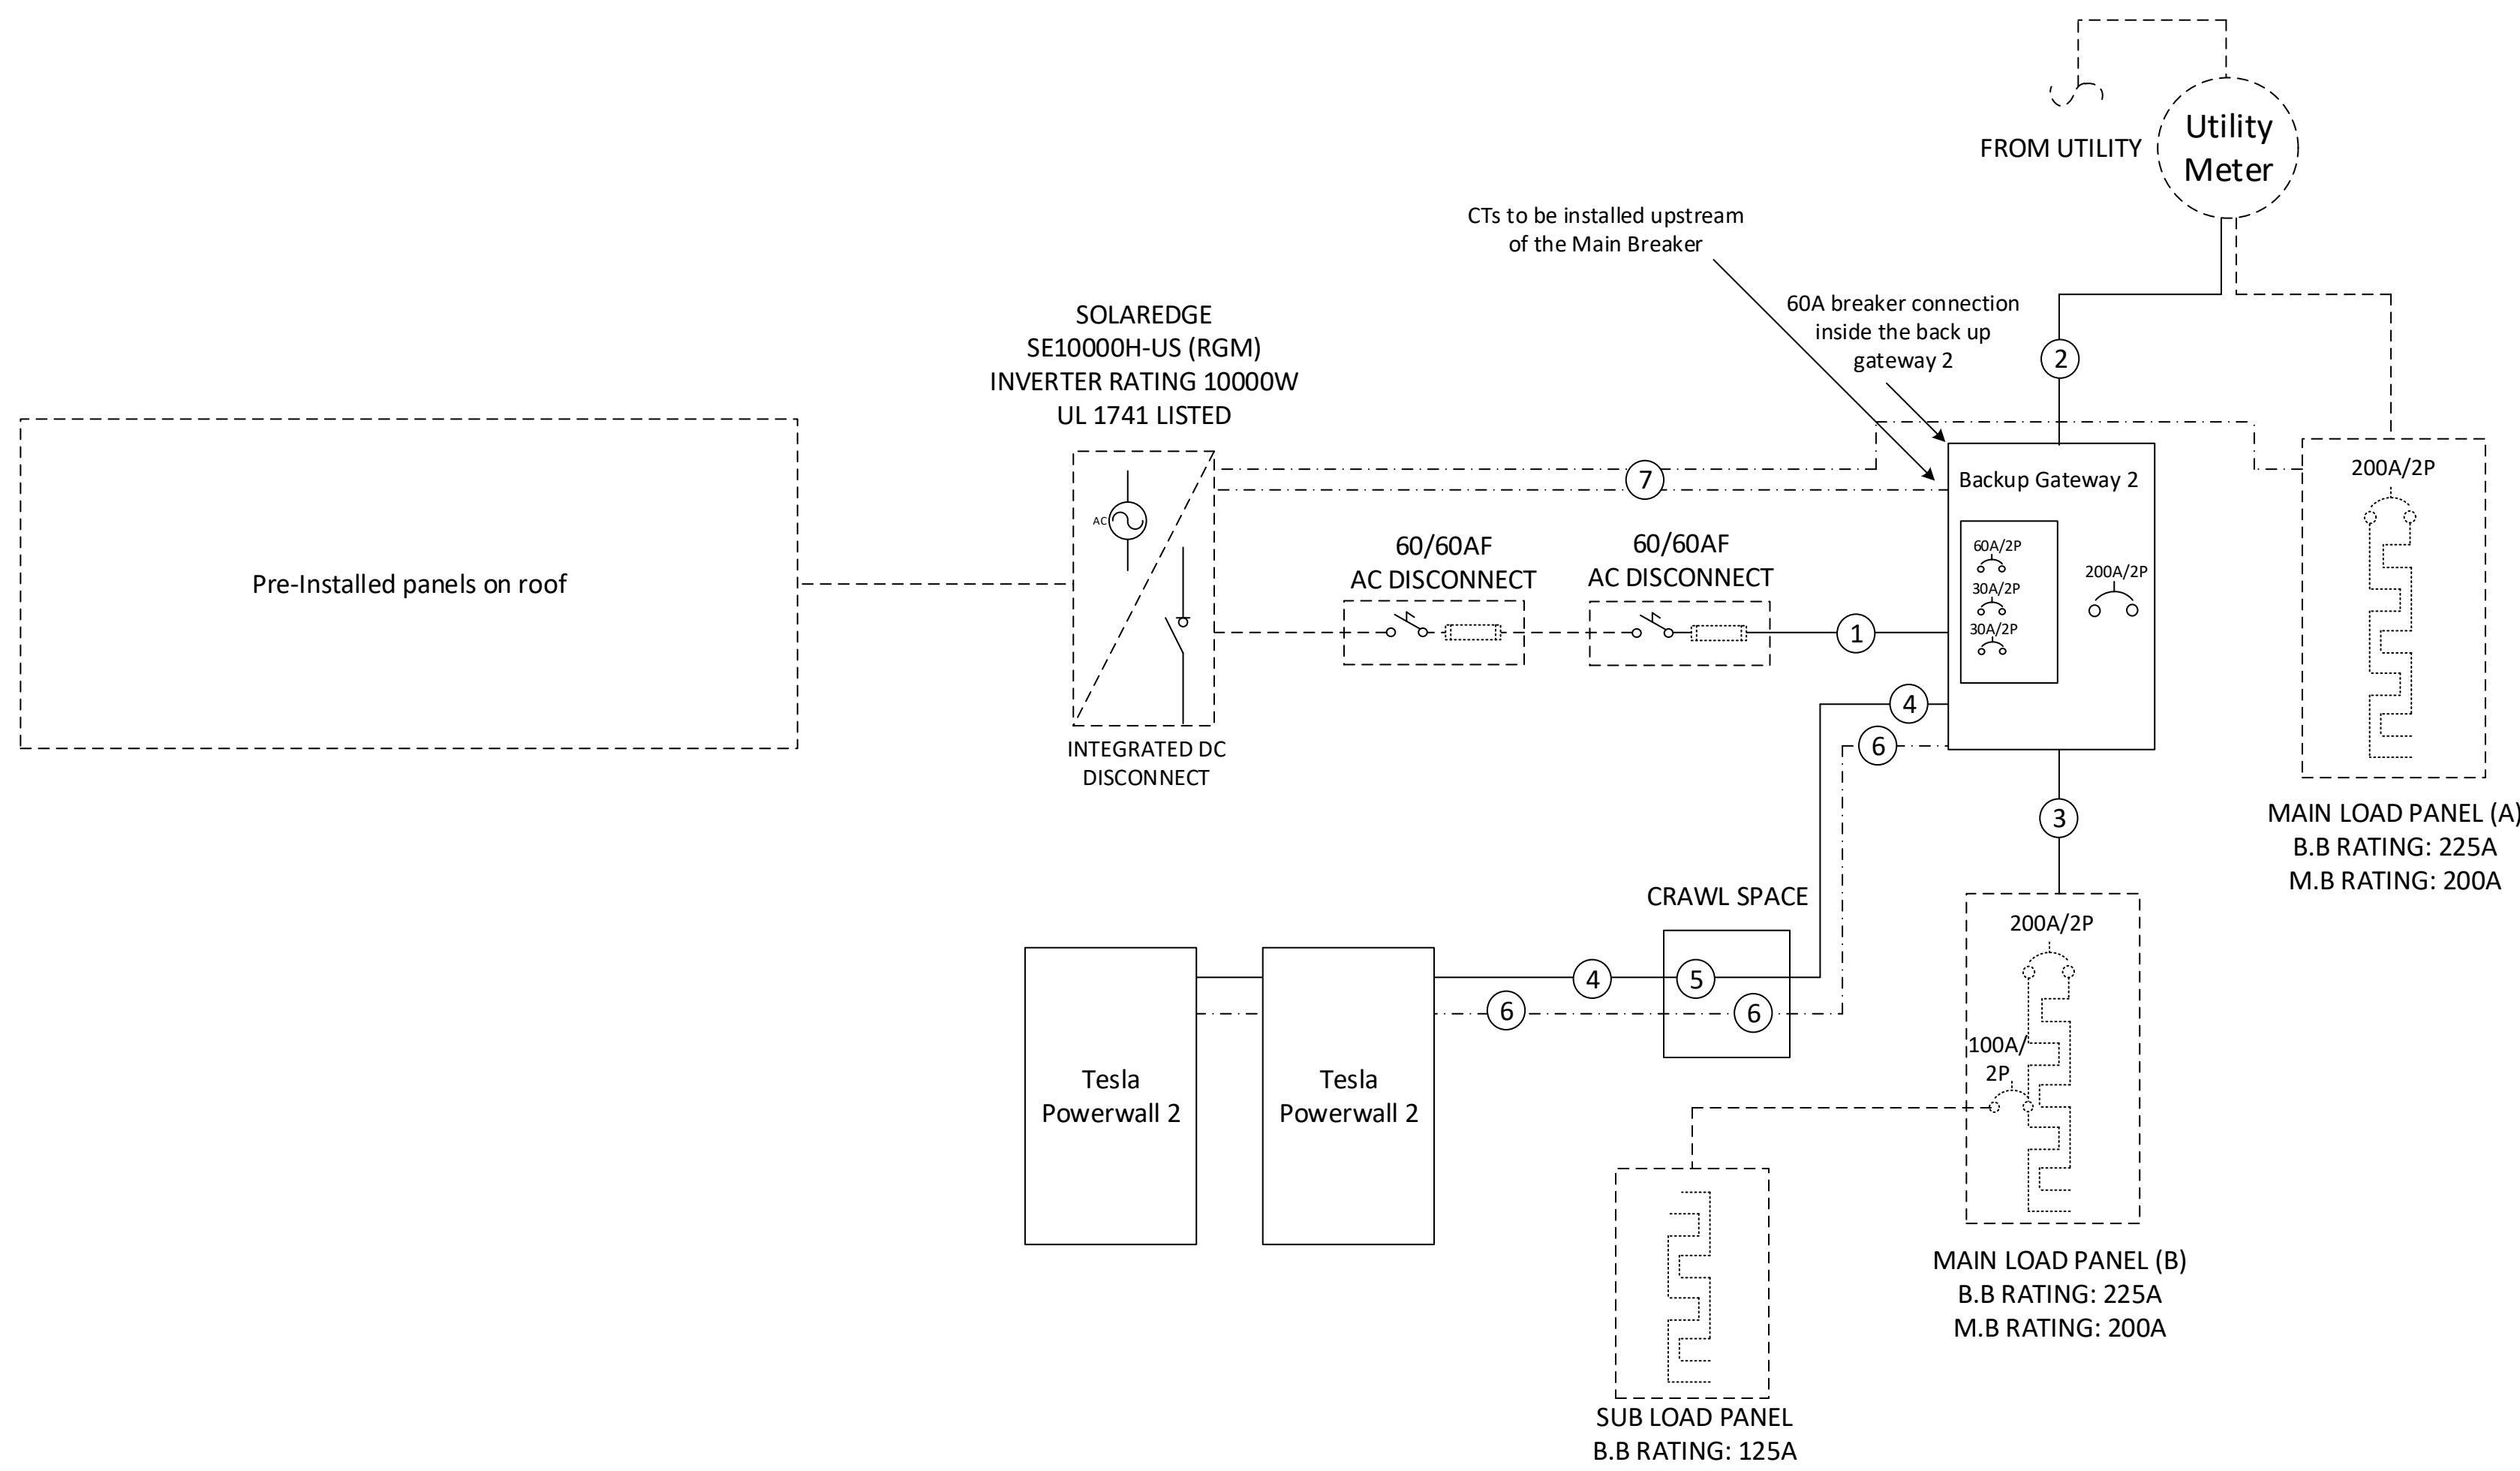 Utility
Meter
FROM UTILITY
CTs to be installed upstream
of the Main Breaker
60A breaker connection
inside the back up
gateway 2
2
SOLAREDGE
SE10000H-US (RGM)
INVERTER RATING 10000W
UL 1741 LISTED
AC
INTEGRATED DC
DISCONNECT
Pre-Installed panels on roof
7
60/60AF
AC DISCONNECT
60/60AF
AC DISCONNECT
1
Backup Gateway 2
60A/2P
30A/2P
30A/2P
200A/2P
200A/2P
MAIN LOAD PANEL (A)
B.B RATING: 225A
M.B RATING: 200A
4
6
3
CRAWL SPACE
4
5
6
6
Tesla
Powerwall 2
Tesla
Powerwall 2
200A/2P
100A/
2P
MAIN LOAD PANEL (B)
B.B RATING: 225A
M.B RATING: 200A
SUB LOAD PANEL
B.B RATING: 125A